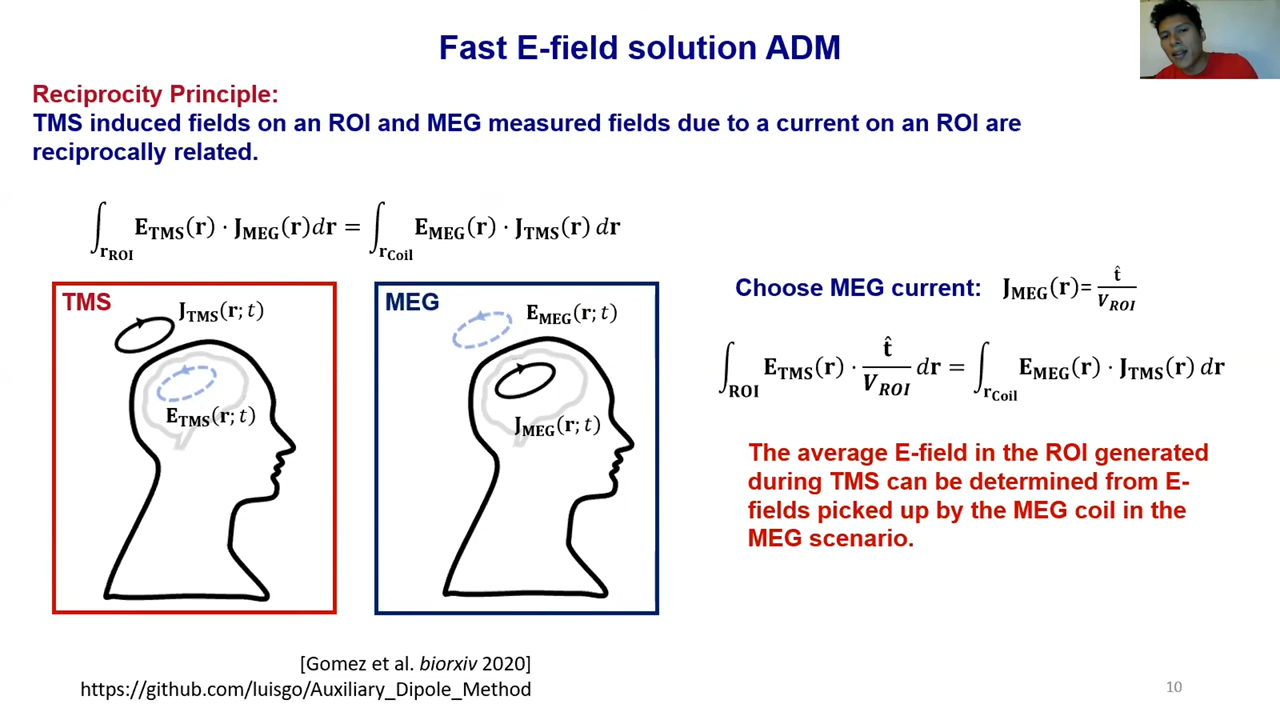 Fast E-field solution ADM
Reciprocity Principle:
TMS induced fields on an ROI and MEG measured fields due to a current on an ROI are
reciprocally related.
∫_{r_ROI} E_TMS(r) · J_MEG(r)dr = ∫_{r_Coil} E_MEG(r) · J_TMS(r) dr
TMS
J_TMS(r; t)
E_TMS(r; t)
MEG
E_MEG(r; t)
J_MEG(r; t)
Choose MEG current: J_MEG(r)= t̂/V_ROI
∫_{ROI} E_TMS(r) · t̂/V_ROI dr = ∫_{r_Coil} E_MEG(r) · J_TMS(r) dr
The average E-field in the ROI generated
during TMS can be determined from E-
fields picked up by the MEG coil in the
MEG scenario.
[Gomez et al. biorxiv 2020]
https://github.com/luisgo/Auxiliary_Dipole_Method
10